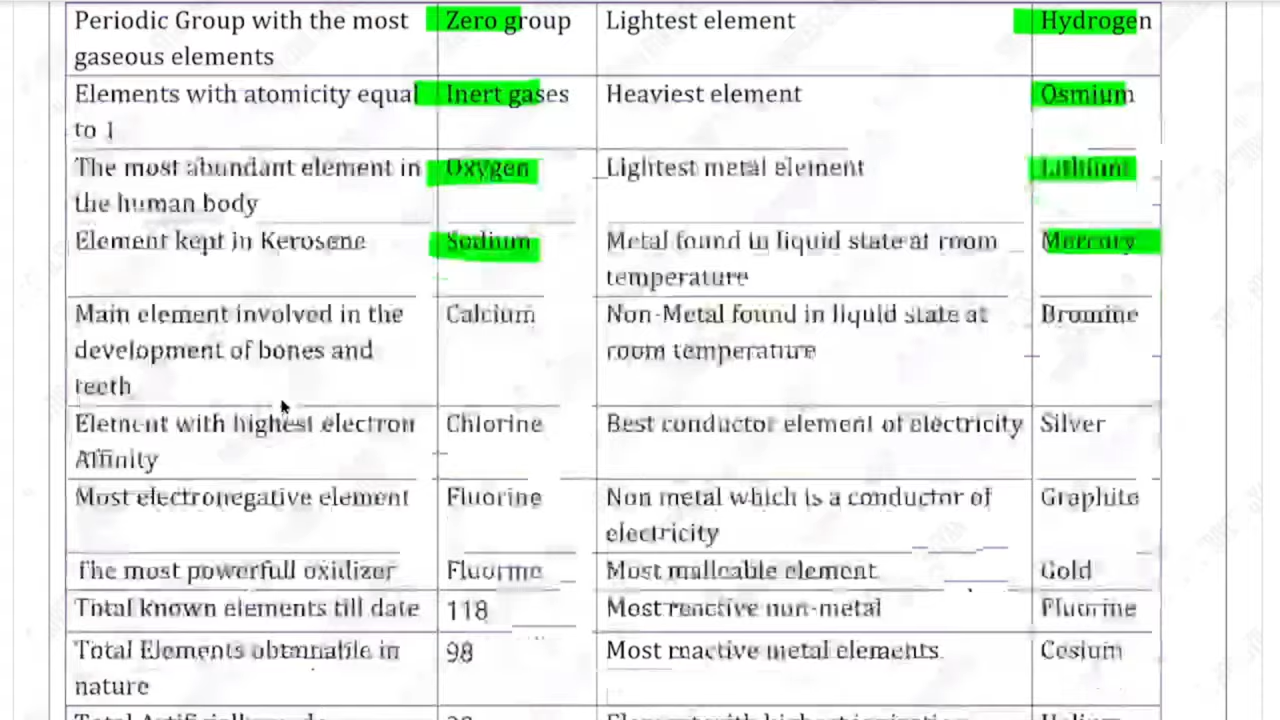 Periodic Group with the most Zero group Lightest element Hydrogen
gaseous elements
Elements with atomicity equal Inert gases Heaviest element Osmium
to 1
The most abundant element in Oxygen Lightest metal element Lithium
the human body
Element kept in Kerosene Sodium Metal found in liquid state at room Mercury
temperature
Main element involved in the Calcium Non-Metal found in liquid state at Bromine
development of bones and room temperature
teeth
Element with highest electron Chlorine Best conductor element of electricity Silver
Affinity
Most electronegative element Fluorine Non metal which is a conductor of Graphite
electricity
The most powerfull oxidizer Fluorine Most malleable element Gold
Total known elements till date 118 Most reactive non-metal Fluorine
Total Elements in 98 Most reactive metal elements Cesium
nature
Total Element with highest